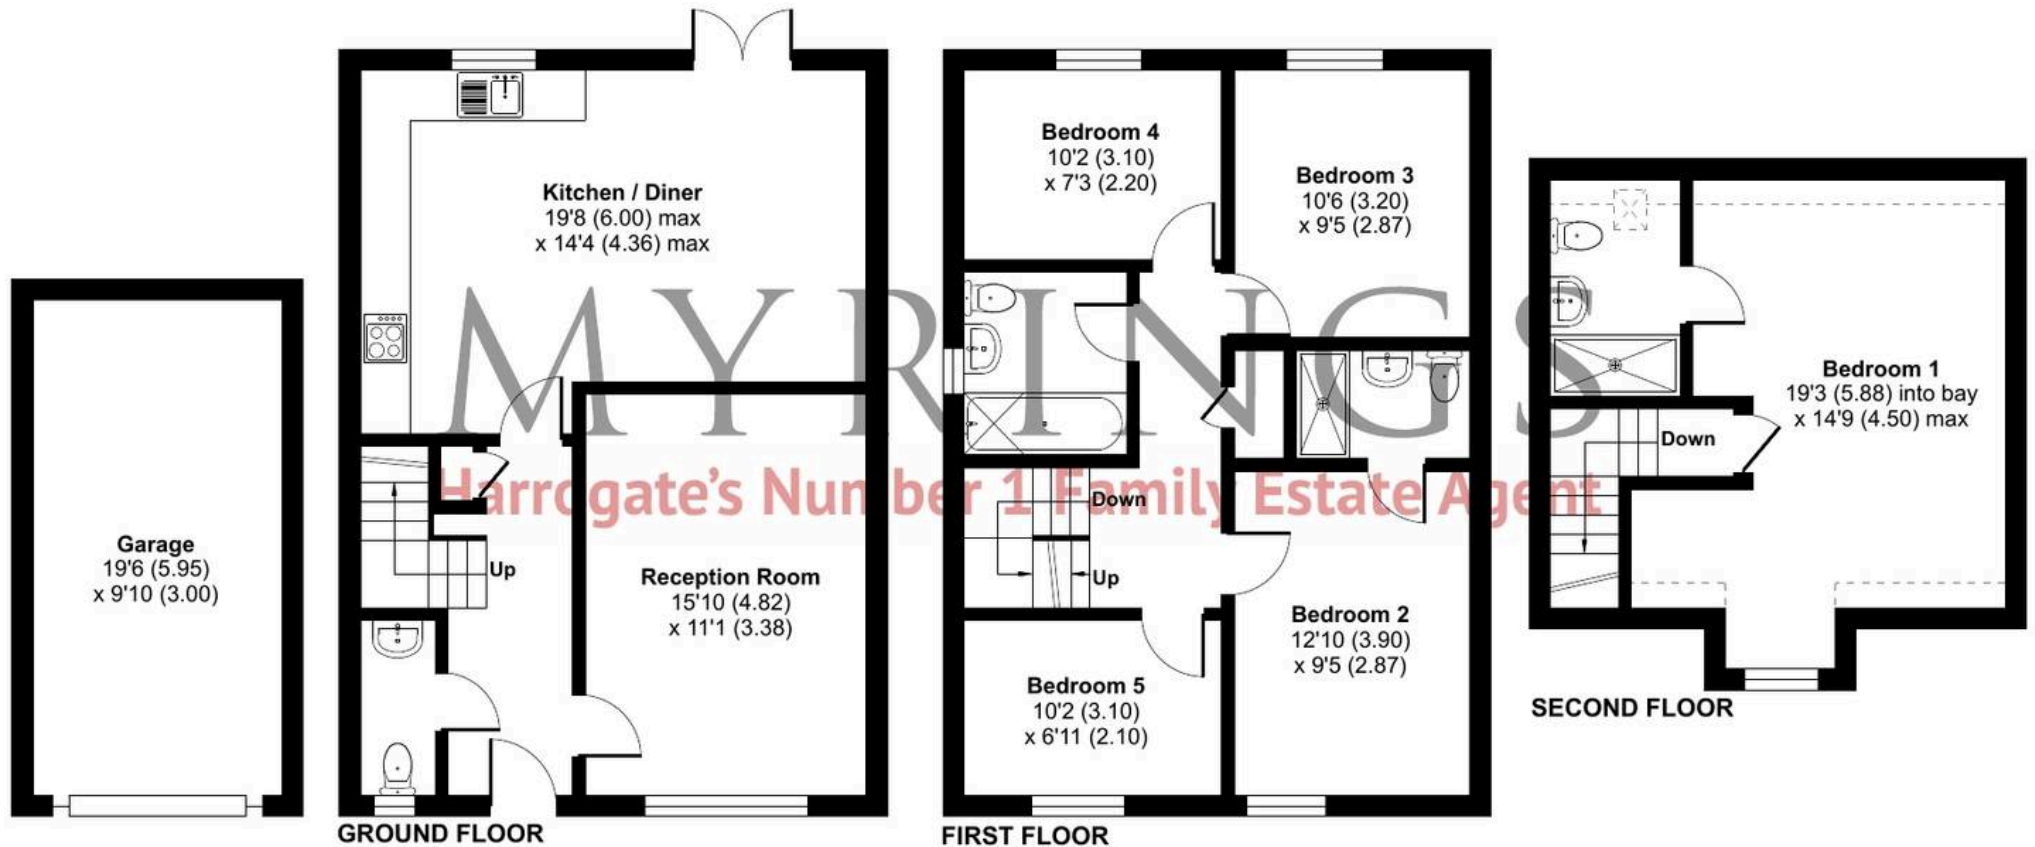 Garage
19'6 (5.95)
x 9'10 (3.00)
Kitchen / Diner
19'8 (6.00) max
x 14'4 (4.36) max
Up
Reception Room
15'10 (4.82)
x 11'1 (3.38)
GROUND FLOOR
Bedroom 4
10'2 (3.10)
x 7'3 (2.20)
Bedroom 3
10'6 (3.20)
x 9'5 (2.87)
Down
Up
Bedroom 2
12'10 (3.90)
x 9'5 (2.87)
Bedroom 5
10'2 (3.10)
x 6'11 (2.10)
FIRST FLOOR
Bedroom 1
19'3 (5.88) into bay
x 14'9 (4.50) max
Down
SECOND FLOOR
MYRINGS
Harrogate's Number 1 Family Estate Agent